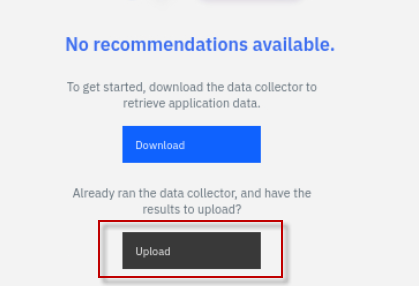 No recommendations available.
To get started, download the data collector to
retrieve application data.
Download
Already ran the data collector, and have the
results to upload?
Upload